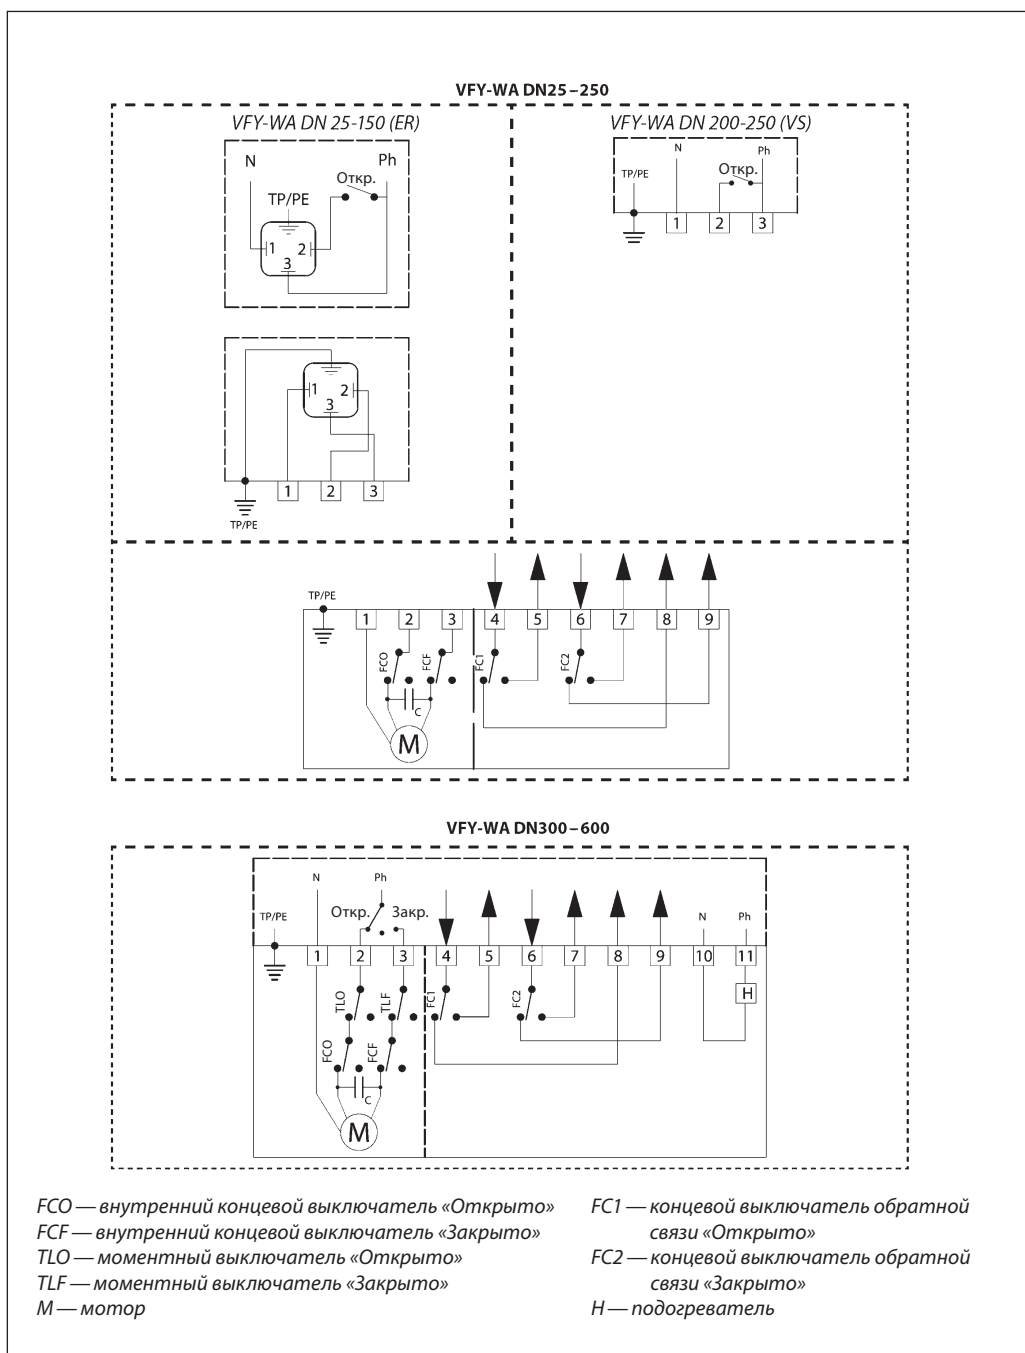 VFY-WA DN25–250
VFY-WA DN 25-150 (ER)
VFY-WA DN 200-250 (VS)
N
Ph
Откр.
TP/PE
1
2
3
N
Ph
Откр.
TP/PE
1
2
3
1
2
3
1
2
3
TP/PE
TP/PE
1
2
3
4
5
6
7
8
9
FCO
FCF
FC1
FC2
C
M
VFY-WA DN300–600
N
Ph
Откр.
Закр.
TP/PE
N
Ph
1
2
3
4
5
6
7
8
9
10
11
TLO
TLF
FC1
FC2
H
FCO
FCF
C
M
FCO — внутренний концевой выключатель «Открыто»
FCF — внутренний концевой выключатель «Закрыто»
TLO — моментный выключатель «Открыто»
TLF — моментный выключатель «Закрыто»
M — мотор
FC1 — концевой выключатель обратной
связи «Открыто»
FC2 — концевой выключатель обратной
связи «Закрыто»
H — подогреватель